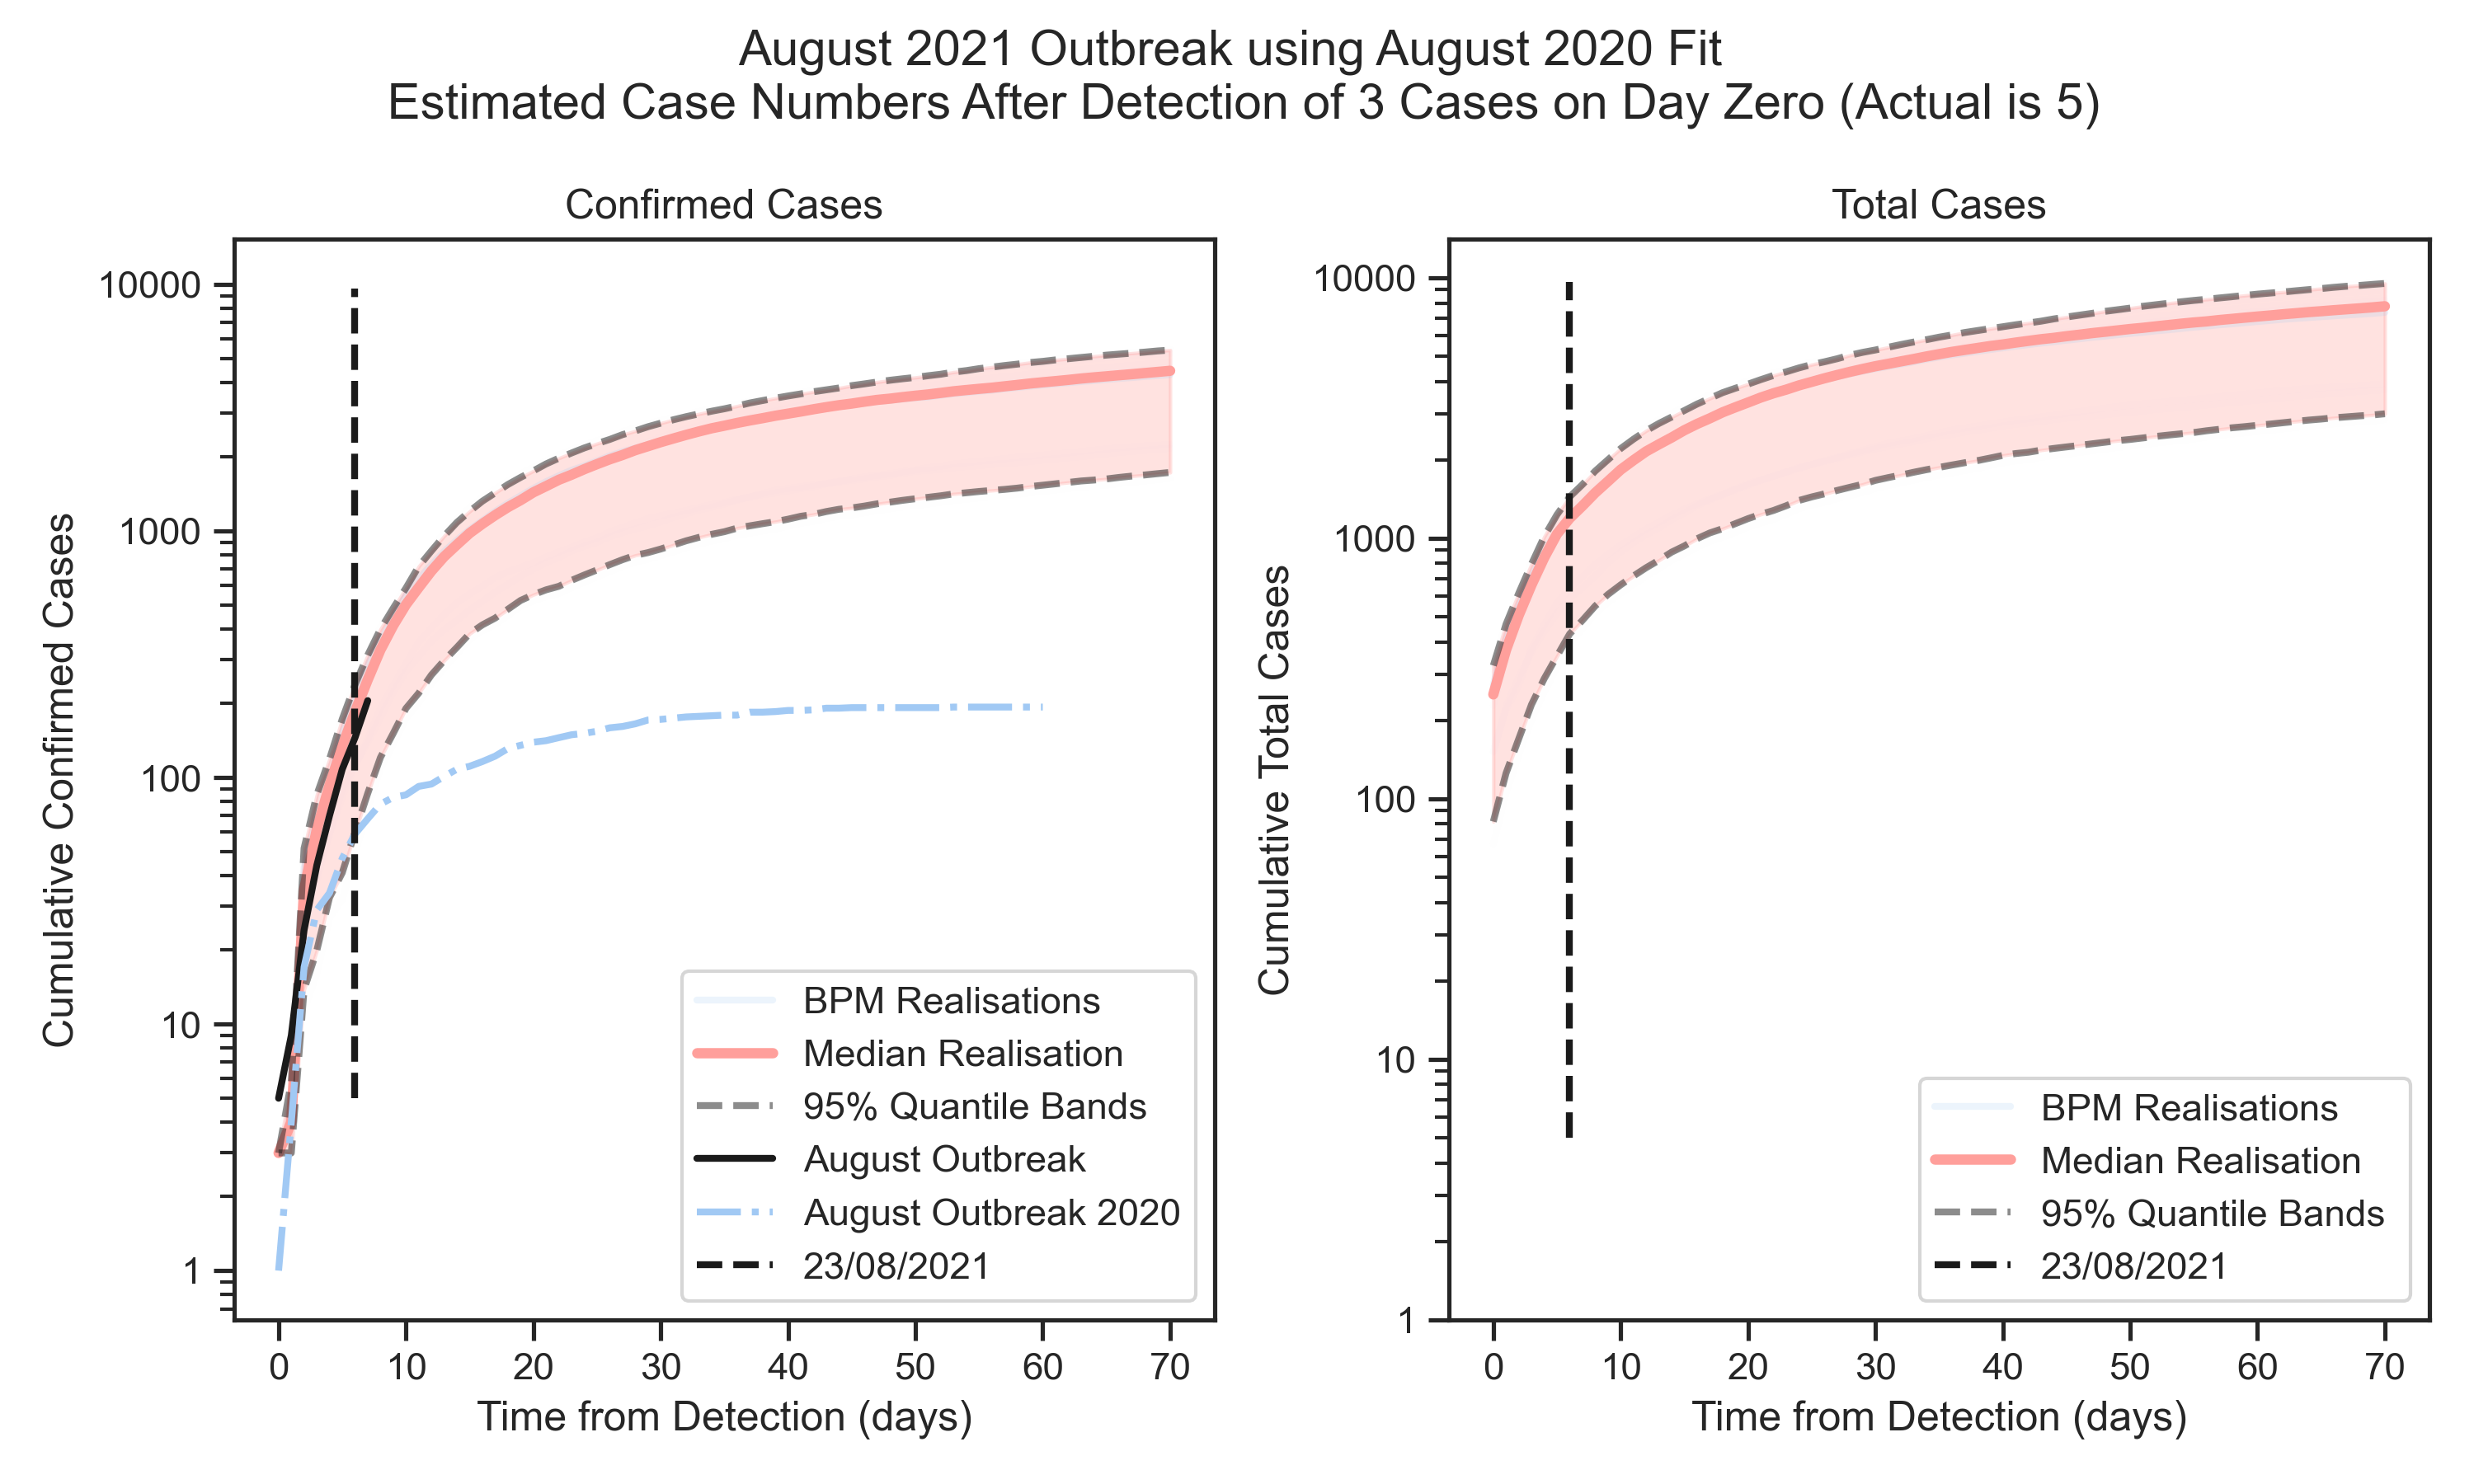 August 2021 Outbreak using August 2020 Fit
Estimated Case Numbers After Detection of 3 Cases on Day Zero (Actual is 5)
Confirmed Cases
Cumulative Confirmed Cases
10000
1000
100
10
1
BPM Realisations
Median Realisation
95% Quantile Bands
August Outbreak
August Outbreak 2020
23/08/2021
0 10 20 30 40 50 60 70
Time from Detection (days)
Total Cases
Cumulative Total Cases
10000
1000
100
10
1
BPM Realisations
Median Realisation
95% Quantile Bands
23/08/2021
0 10 20 30 40 50 60 70
Time from Detection (days)